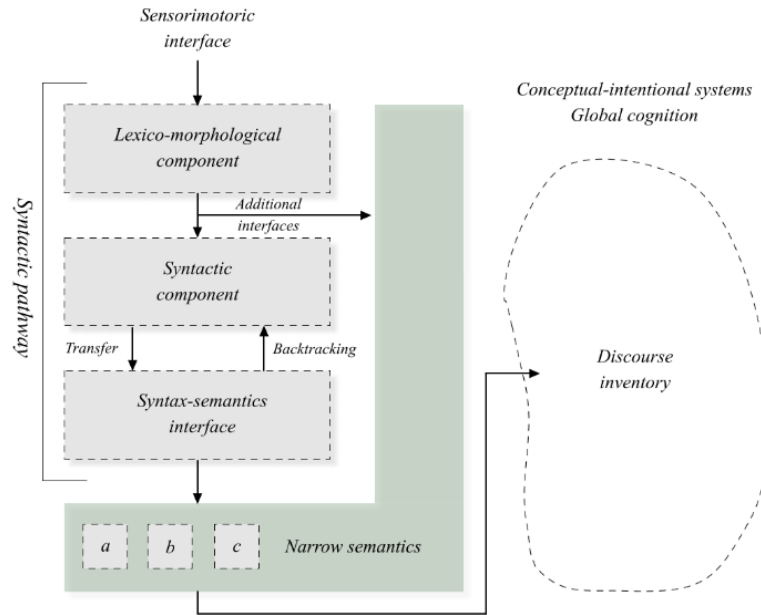 Sensorimotoric
interface
Conceptual-intentional systems
Global cognition
Syntactic pathway
Lexico-morphological
component
Additional
interfaces
Syntactic
component
Transfer
Backtracking
Discourse
inventory
Syntax-semantics
interface
a b c Narrow semantics